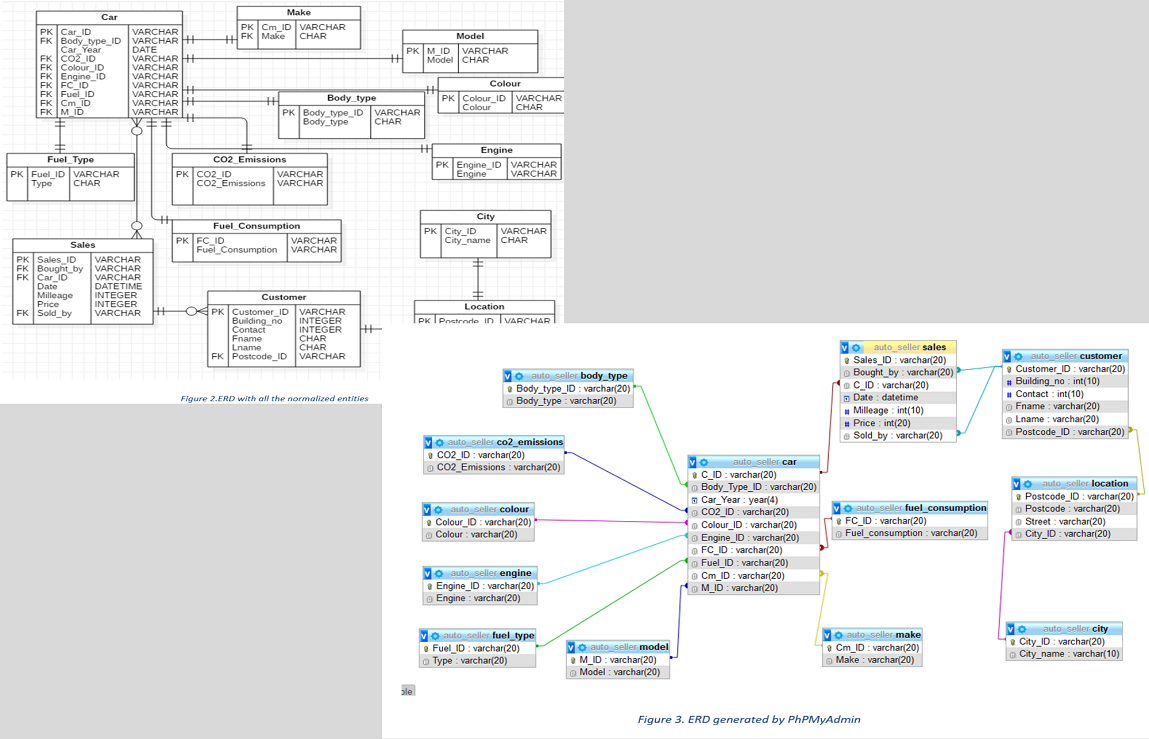 Car
PK Car_ID VARCHAR
FK Body_type_ID VARCHAR
Car_Year DATE
FK CO2_ID VARCHAR
FK Colour_ID VARCHAR
FK Engine_ID VARCHAR
FK FC_ID VARCHAR
FK Fuel_ID VARCHAR
FK Cm_ID VARCHAR
FK M_ID VARCHAR
Make
PK Cm_ID VARCHAR
FK Make CHAR
Model
PK M_ID VARCHAR
Model CHAR
Colour
PK Colour_ID VARCHAR
Colour CHAR
Body_type
PK Body_type_ID VARCHAR
Body_type CHAR
Engine
PK Engine_ID VARCHAR
Engine VARCHAR
Fuel_Type
PK Fuel_ID VARCHAR
Type CHAR
CO2_Emissions
PK CO2_ID VARCHAR
CO2_Emissions VARCHAR
Fuel_Consumption
PK FC_ID VARCHAR
Fuel_Consumption VARCHAR
City
PK City_ID VARCHAR
City_name CHAR
Sales
PK Sales_ID VARCHAR
FK Bought_by VARCHAR
FK Car_ID VARCHAR
Date DATETIME
Milleage INTEGER
Price INTEGER
FK Sold_by VARCHAR
Customer
PK Customer_ID VARCHAR
Building_no INTEGER
Contact INTEGER
Fname CHAR
Lname CHAR
FK Postcode_ID VARCHAR
Location
PK Postcode_ID VARCHAR
Figure 2.ERD with all the normalized entities
auto_seller sales
Sales_ID : varchar(20)
Bought_by : varchar(20)
C_ID : varchar(20)
Date : datetime
Milleage : int(10)
Price : int(20)
Sold_by : varchar(20)
auto_seller customer
Customer_ID : varchar(20)
Building_no : int(10)
Contact : int(10)
Fname : varchar(20)
Lname : varchar(20)
Postcode_ID : varchar(20)
auto_seller body_type
Body_type_ID : varchar(20)
Body_type : varchar(20)
auto_seller co2_emissions
CO2_ID : varchar(20)
CO2_Emissions : varchar(20)
auto_seller car
C_ID : varchar(20)
Body_Type_ID : varchar(20)
Car_Year : year(4)
CO2_ID : varchar(20)
Colour_ID : varchar(20)
Engine_ID : varchar(20)
FC_ID : varchar(20)
Fuel_ID : varchar(20)
Cm_ID : varchar(20)
M_ID : varchar(20)
auto_seller location
Postcode_ID : varchar(20)
Postcode : varchar(20)
Street : varchar(20)
City_ID : varchar(20)
auto_seller colour
Colour_ID : varchar(20)
Colour : varchar(20)
auto_seller fuel_consumption
FC_ID : varchar(20)
Fuel_consumption : varchar(20)
auto_seller engine
Engine_ID : varchar(20)
Engine : varchar(20)
auto_seller fuel_type
Fuel_ID : varchar(20)
Type : varchar(20)
auto_seller model
M_ID : varchar(20)
Model : varchar(20)
auto_seller make
Cm_ID : varchar(20)
Make : varchar(20)
auto_seller city
City_ID : varchar(20)
City_name : varchar(10)
ble
Figure 3. ERD generated by PhPMyAdmin